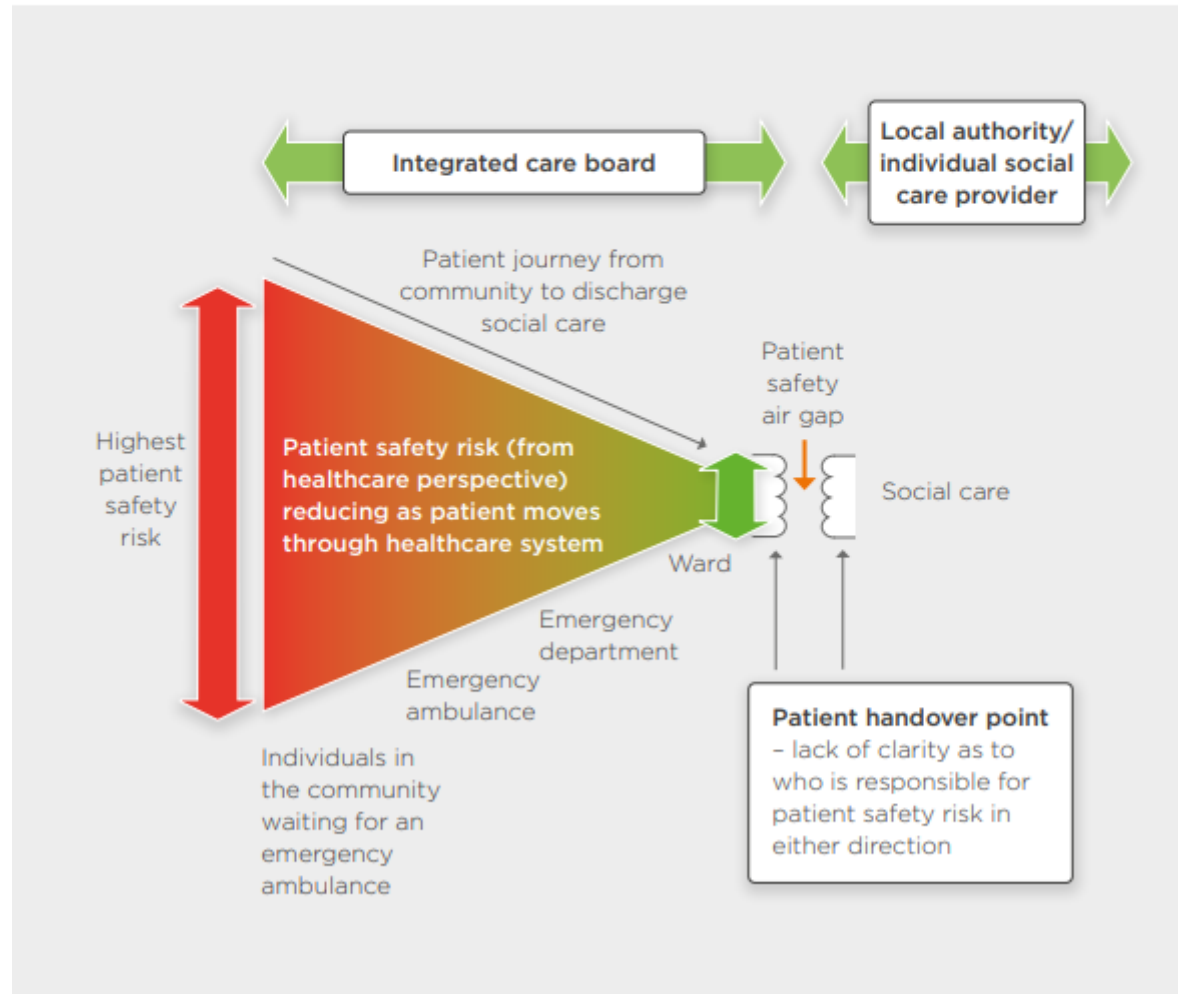 Integrated care board
Local authority/
individual social
care provider
Patient journey from
community to discharge
social care
Patient
safety
air gap
Highest
patient
safety
risk
Patient safety risk (from
healthcare perspective)
reducing as patient moves
through healthcare system
Social care
Ward
Emergency
department
Emergency
ambulance
Individuals in
the community
waiting for an
emergency
ambulance
Patient handover point
– lack of clarity as to
who is responsible for
patient safety risk in
either direction